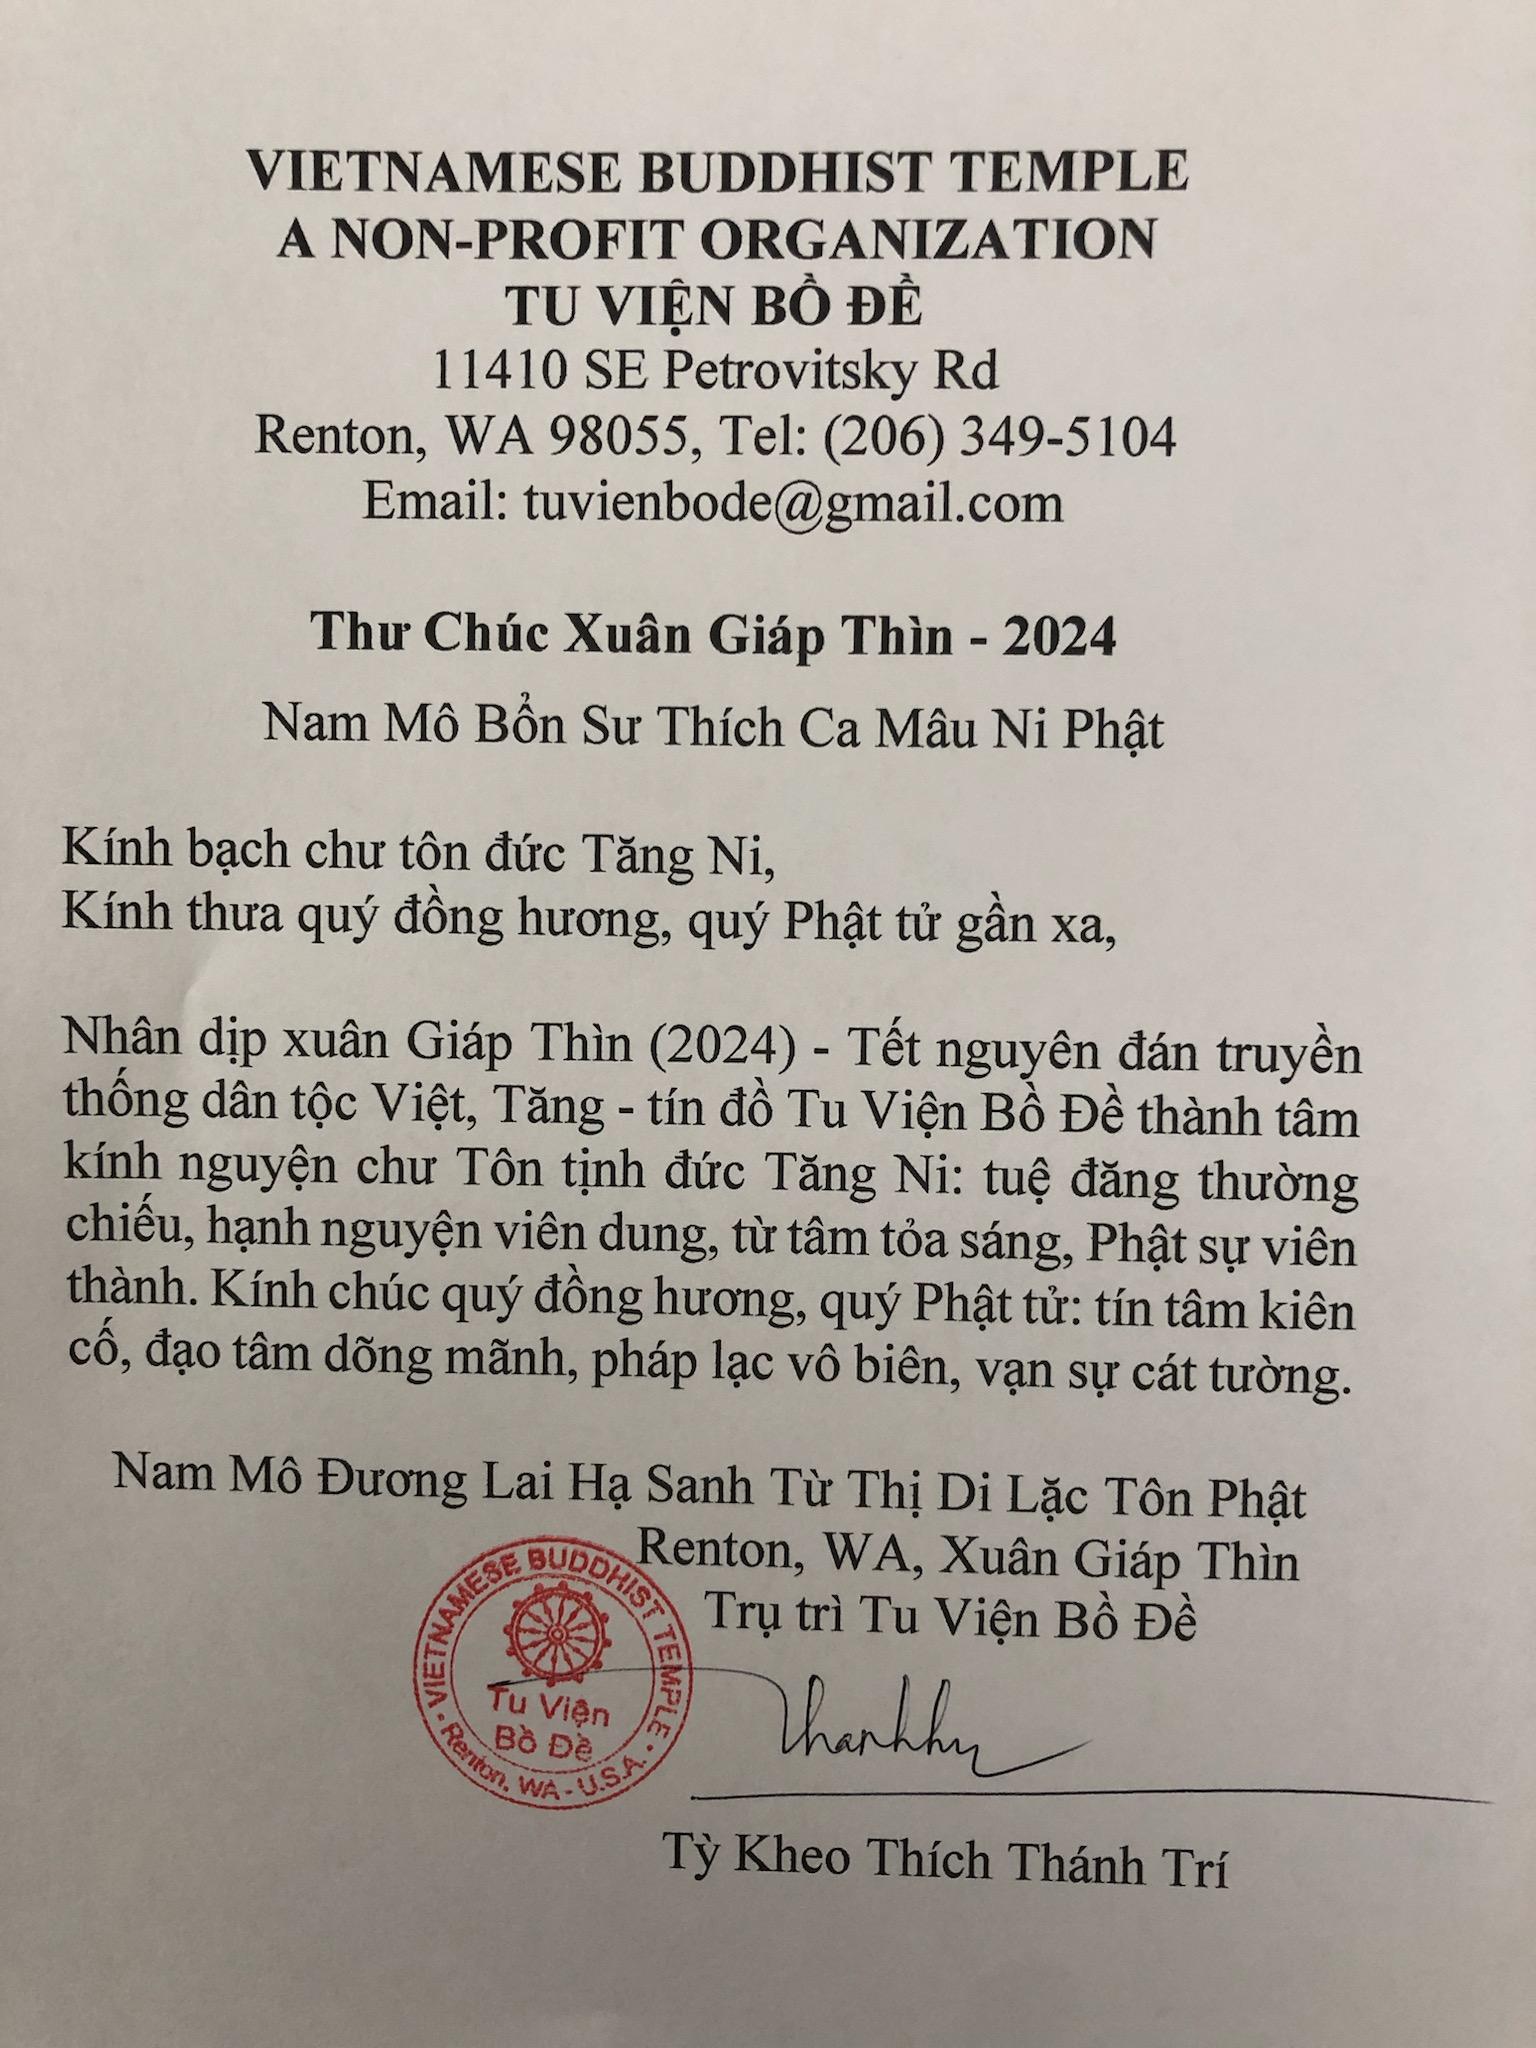 VIETNAMESE BUDDHIST TEMPLE
A NON-PROFIT ORGANIZATION
TU VIỆN BỒ ĐỀ
11410 SE Petrovitsky Rd
Renton, WA 98055, Tel: (206) 349-5104
Email: tuvienbode@gmail.com
Thư Chúc Xuân Giáp Thìn - 2024
Nam Mô Bổn Sư Thích Ca Mâu Ni Phật
Kính bạch chư tôn đức Tăng Ni,
Kính thưa quý đồng hương, quý Phật tử gần xa,
Nhân dịp xuân Giáp Thìn (2024) - Tết nguyên đán truyền
thống dân tộc Việt, Tăng - tín đồ Tu Viện Bồ Đề thành tâm
kính nguyện chư Tôn tịnh đức Tăng Ni: tuệ đăng thường
chiếu, hạnh nguyện viên dung, từ tâm tỏa sáng, Phật sự viên
thành. Kính chúc quý đồng hương, quý Phật tử: tín tâm kiên
cố, đạo tâm dõng mãnh, pháp lạc vô biên, vạn sự cát tường.
Nam Mô Đương Lai Hạ Sanh Từ Thị Di Lặc Tôn Phật
Renton, WA, Xuân Giáp Thìn
Trụ trì Tu Viện Bồ Đề
VIETNAMESE BUDDHIST TEMPLE
Tu Viện
Bồ Đề
Renton, WA - U.S.A.
Tỳ Kheo Thích Thánh Trí